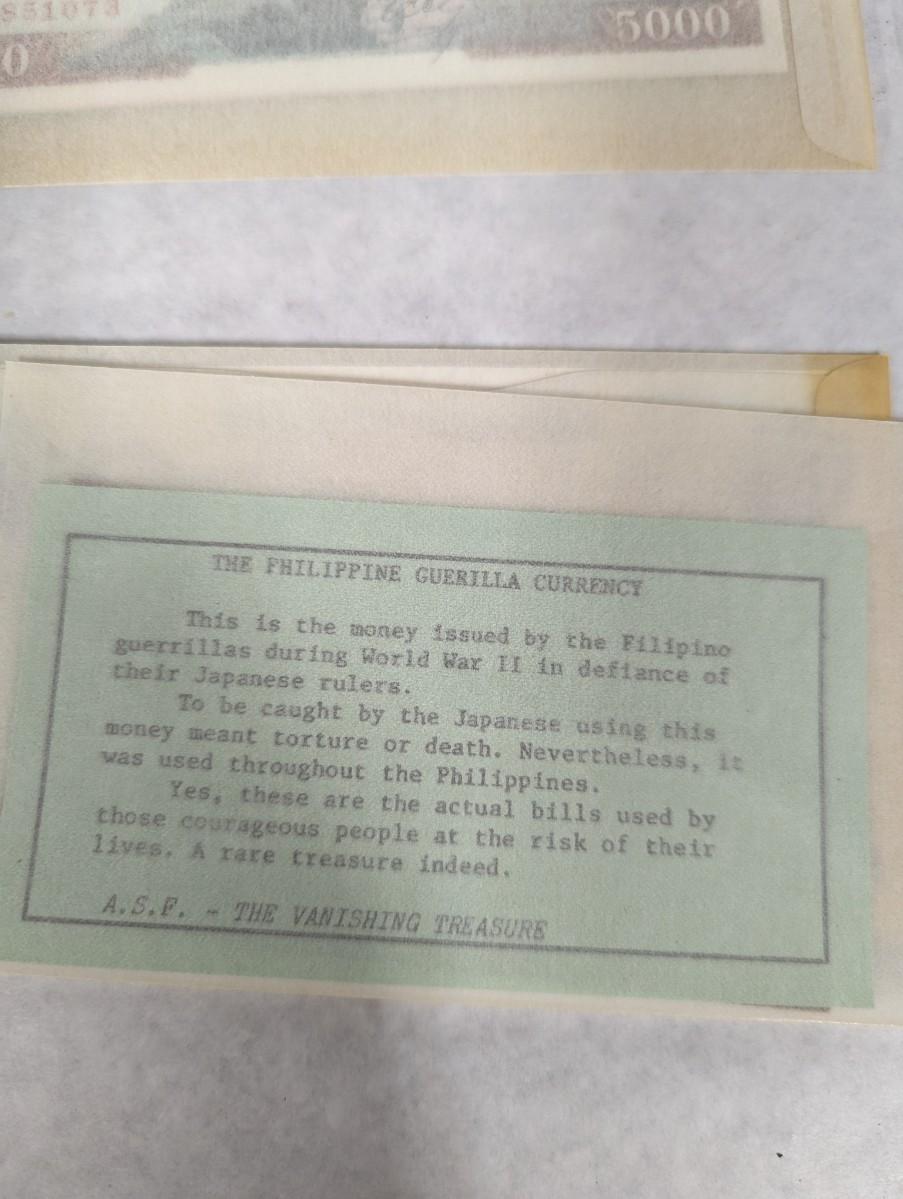 851073
5000
0
THE PHILIPPINE GUERILLA CURRENCY
This is the money issued by the Filipino
guerrillas during World War II in defiance of
their Japanese rulers.
To be caught by the Japanese using this
money meant torture or death. Nevertheless, it
was used throughout the Philippines.
Yes, these are the actual bills used by
those courageous people at the risk of their
lives. A rare treasure indeed.
A.S.F. - THE VANISHING TREASURE